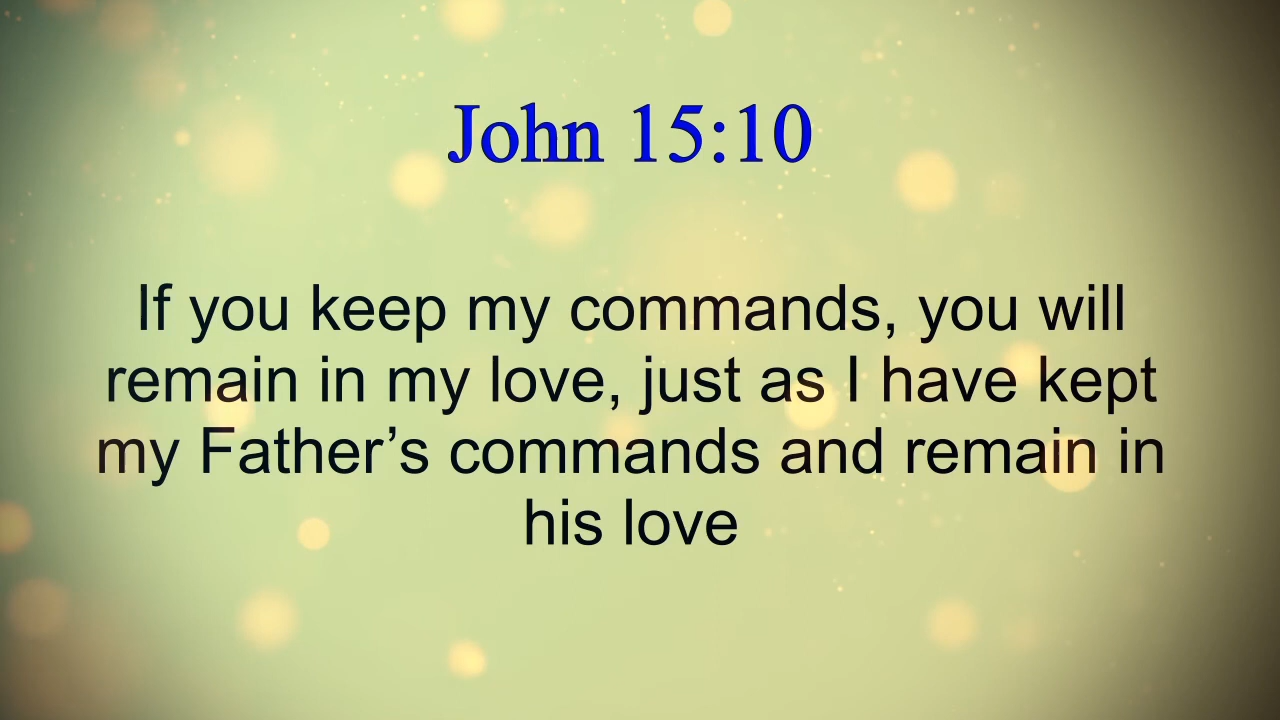 John 15:10
If you keep my commands, you will
remain in my love, just as I have kept
my Father’s commands and remain in
his love